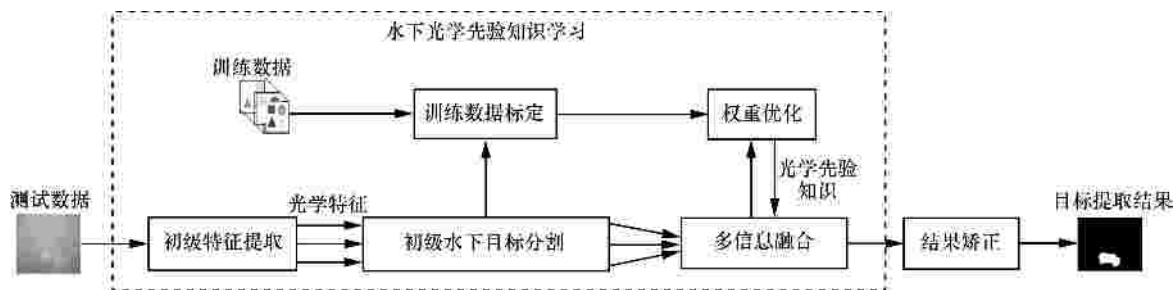 水下光学先验知识学习
训练数据
训练数据标定
权重优化
光学先验
知识
测试数据
光学特征
目标提取结果
初级特征提取
初级水下目标分割
多信息融合
结果矫正